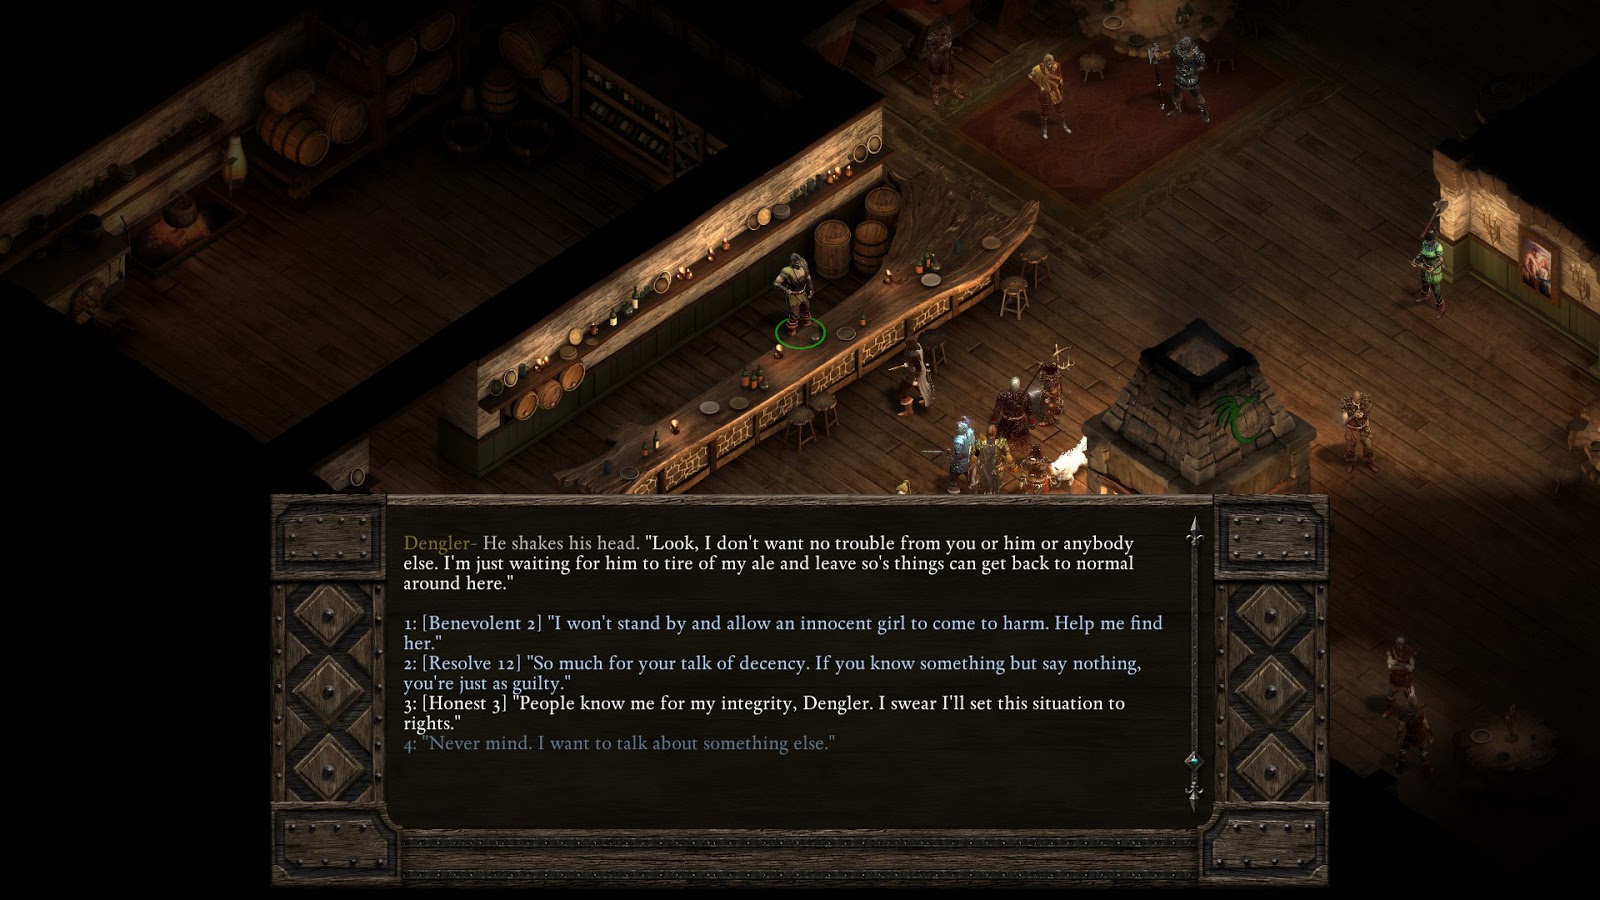 Dengler- He shakes his head. "Look, I don't want no trouble from you or him or anybody
else. I'm just waiting for him to tire of my ale and leave so's things can get back to normal
around here."
1: [Benevolent 2] "I won't stand by and allow an innocent girl to come to harm. Help me find
her."
2: [Resolve 12] "So much for your talk of decency. If you know something but say nothing,
you're just as guilty."
3: [Honest 3] "People know me for my integrity, Dengler. I swear I'll set this situation to
rights."
4: "Never mind. I want to talk about something else."